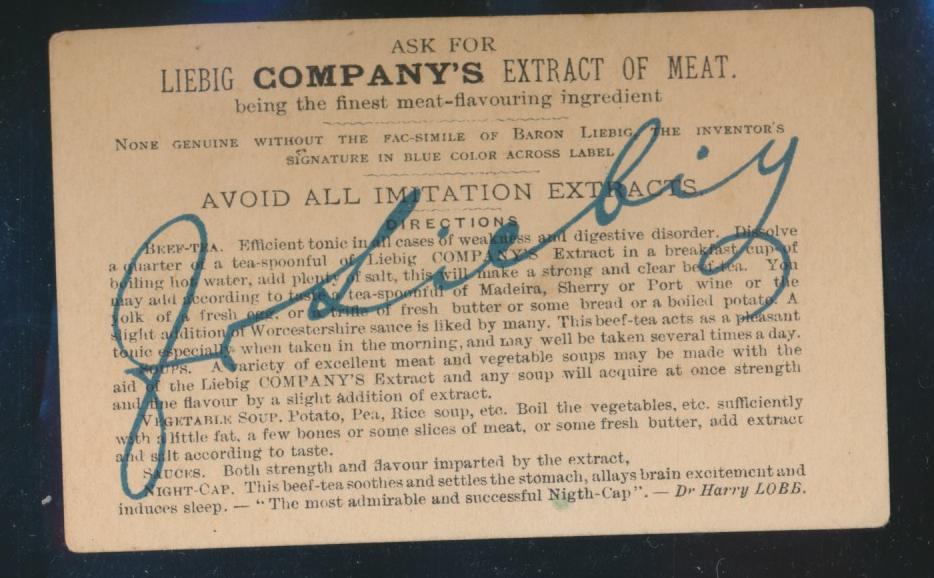 ASK FOR
LIEBIG COMPANY'S EXTRACT OF MEAT.
being the finest meat-flavouring ingredient
NONE GENUINE WITHOUT THE FAC-SIMILE OF BARON LIEBIG, THE INVENTOR'S
SIGNATURE IN BLUE COLOR ACROSS LABEL
AVOID ALL IMITATION EXTRACTS
DIRECTIONS
BEEF-TEA. Efficient tonic in all cases of weakness and digestive disorder. Dissolve
a quarter of a tea-spoonful of Liebig COMPANY'S Extract in a breakfast cup of
boiling hot water, add plenty of salt, this will make a strong and clear beef-tea. You
may add according to taste a tea-spoonful of Madeira, Sherry or Port wine or the
yolk of a fresh egg, or a trifle of fresh butter or some bread or a boiled potato. A
slight addition of Worcestershire sauce is liked by many. This beef-tea acts as a pleasant
tonic especially when taken in the morning, and may well be taken several times a day.
SOUPS. A variety of excellent meat and vegetable soups may be made with the
aid of the Liebig COMPANY'S Extract and any soup will acquire at once strength
and fine flavour by a slight addition of extract.
VEGETABLE SOUP. Potato, Pea, Rice soup, etc. Boil the vegetables, etc. sufficiently
with a little fat, a few bones or some slices of meat, or some fresh butter, add extract
and salt according to taste.
SAUCES. Both strength and flavour imparted by the extract,
NIGHT-CAP. This beef-tea soothes and settles the stomach, allays brain excitement and
induces sleep. — "The most admirable and successful Nigth-Cap". — Dr Harry LOBB.
J v Liebig